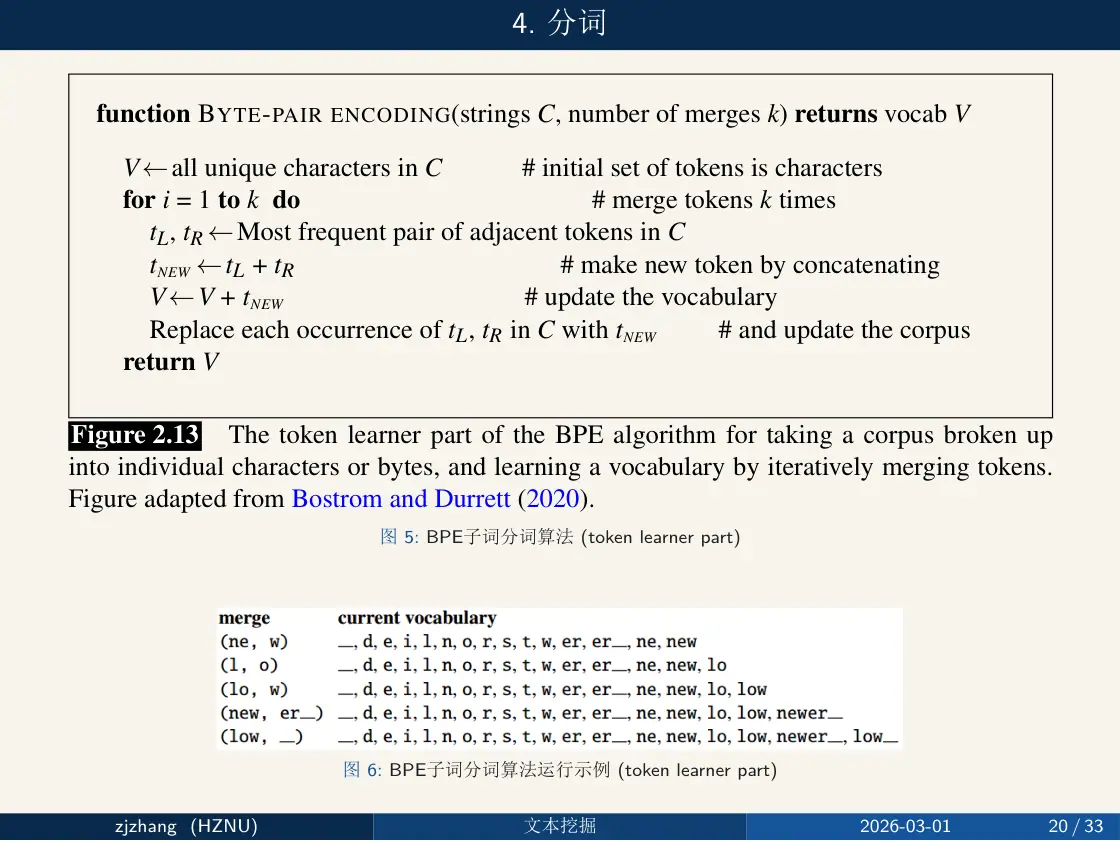 4. 分词
function BYTE-PAIR ENCODING(strings C, number of merges k) returns vocab V
V←all unique characters in C # initial set of tokens is characters
for i = 1 to k do # merge tokens k times
tL, tR←Most frequent pair of adjacent tokens in C
tNEW←tL + tR # make new token by concatenating
V←V + tNEW # update the vocabulary
Replace each occurrence of tL, tR in C with tNEW # and update the corpus
return V
Figure 2.13 The token learner part of the BPE algorithm for taking a corpus broken up
into individual characters or bytes, and learning a vocabulary by iteratively merging tokens.
Figure adapted from Bostrom and Durrett (2020).
图 5: BPE子词分词算法 (token learner part)
merge current vocabulary
(ne, w) _, d, e, i, l, n, o, r, s, t, w, er, er_, ne, new
(l, o) _, d, e, i, l, n, o, r, s, t, w, er, er_, ne, new, lo
(lo, w) _, d, e, i, l, n, o, r, s, t, w, er, er_, ne, new, lo, low
(new, er_) _, d, e, i, l, n, o, r, s, t, w, er, er_, ne, new, lo, low, newer_
(low, _) _, d, e, i, l, n, o, r, s, t, w, er, er_, ne, new, lo, low, newer_, low_
图 6: BPE子词分词算法运行示例 (token learner part)
zjzhang (HZNU) 文本挖掘 2026-03-01 20 / 33